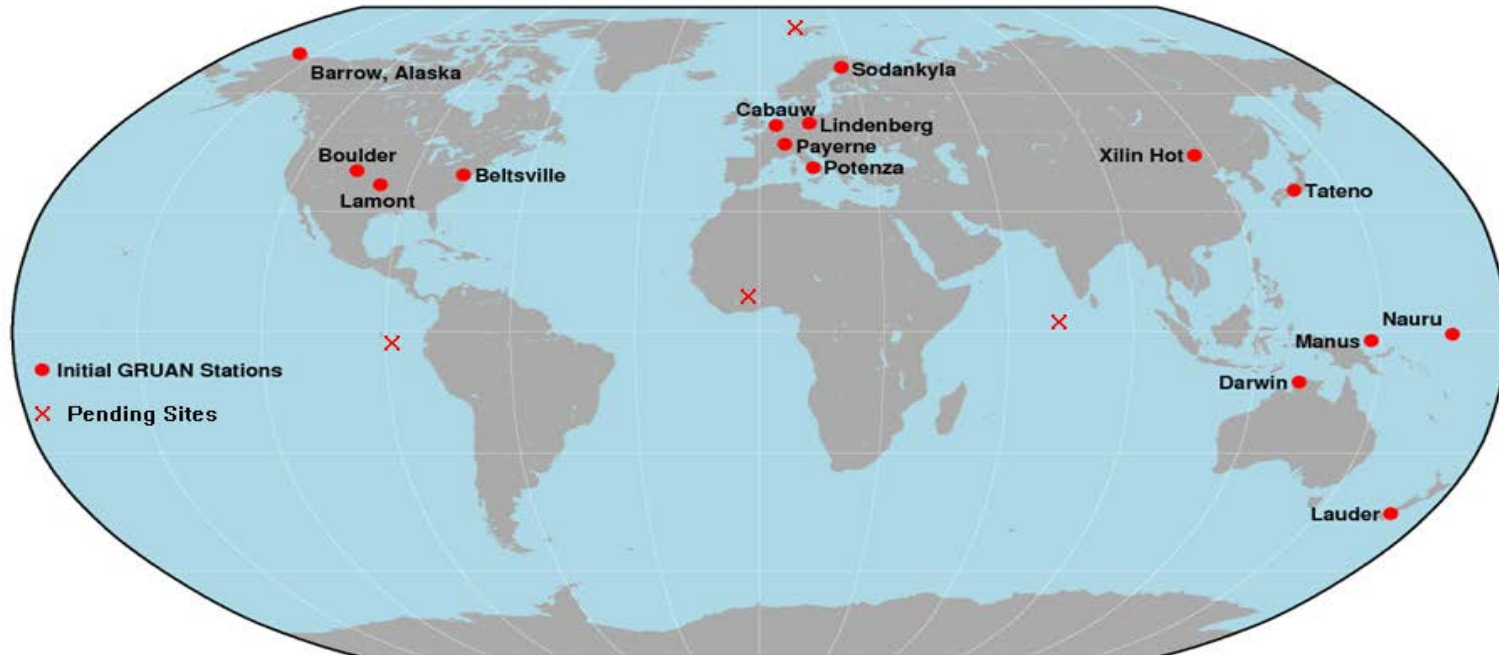 Barrow, Alaska
Sodankyla
Cabauw
Lindenberg
Payerne
Potenza
Boulder
Lamont
Beltsville
Xilin Hot
Tateno
Nauru
Manus
Darwin
Lauder
Initial GRUAN Stations
Pending Sites